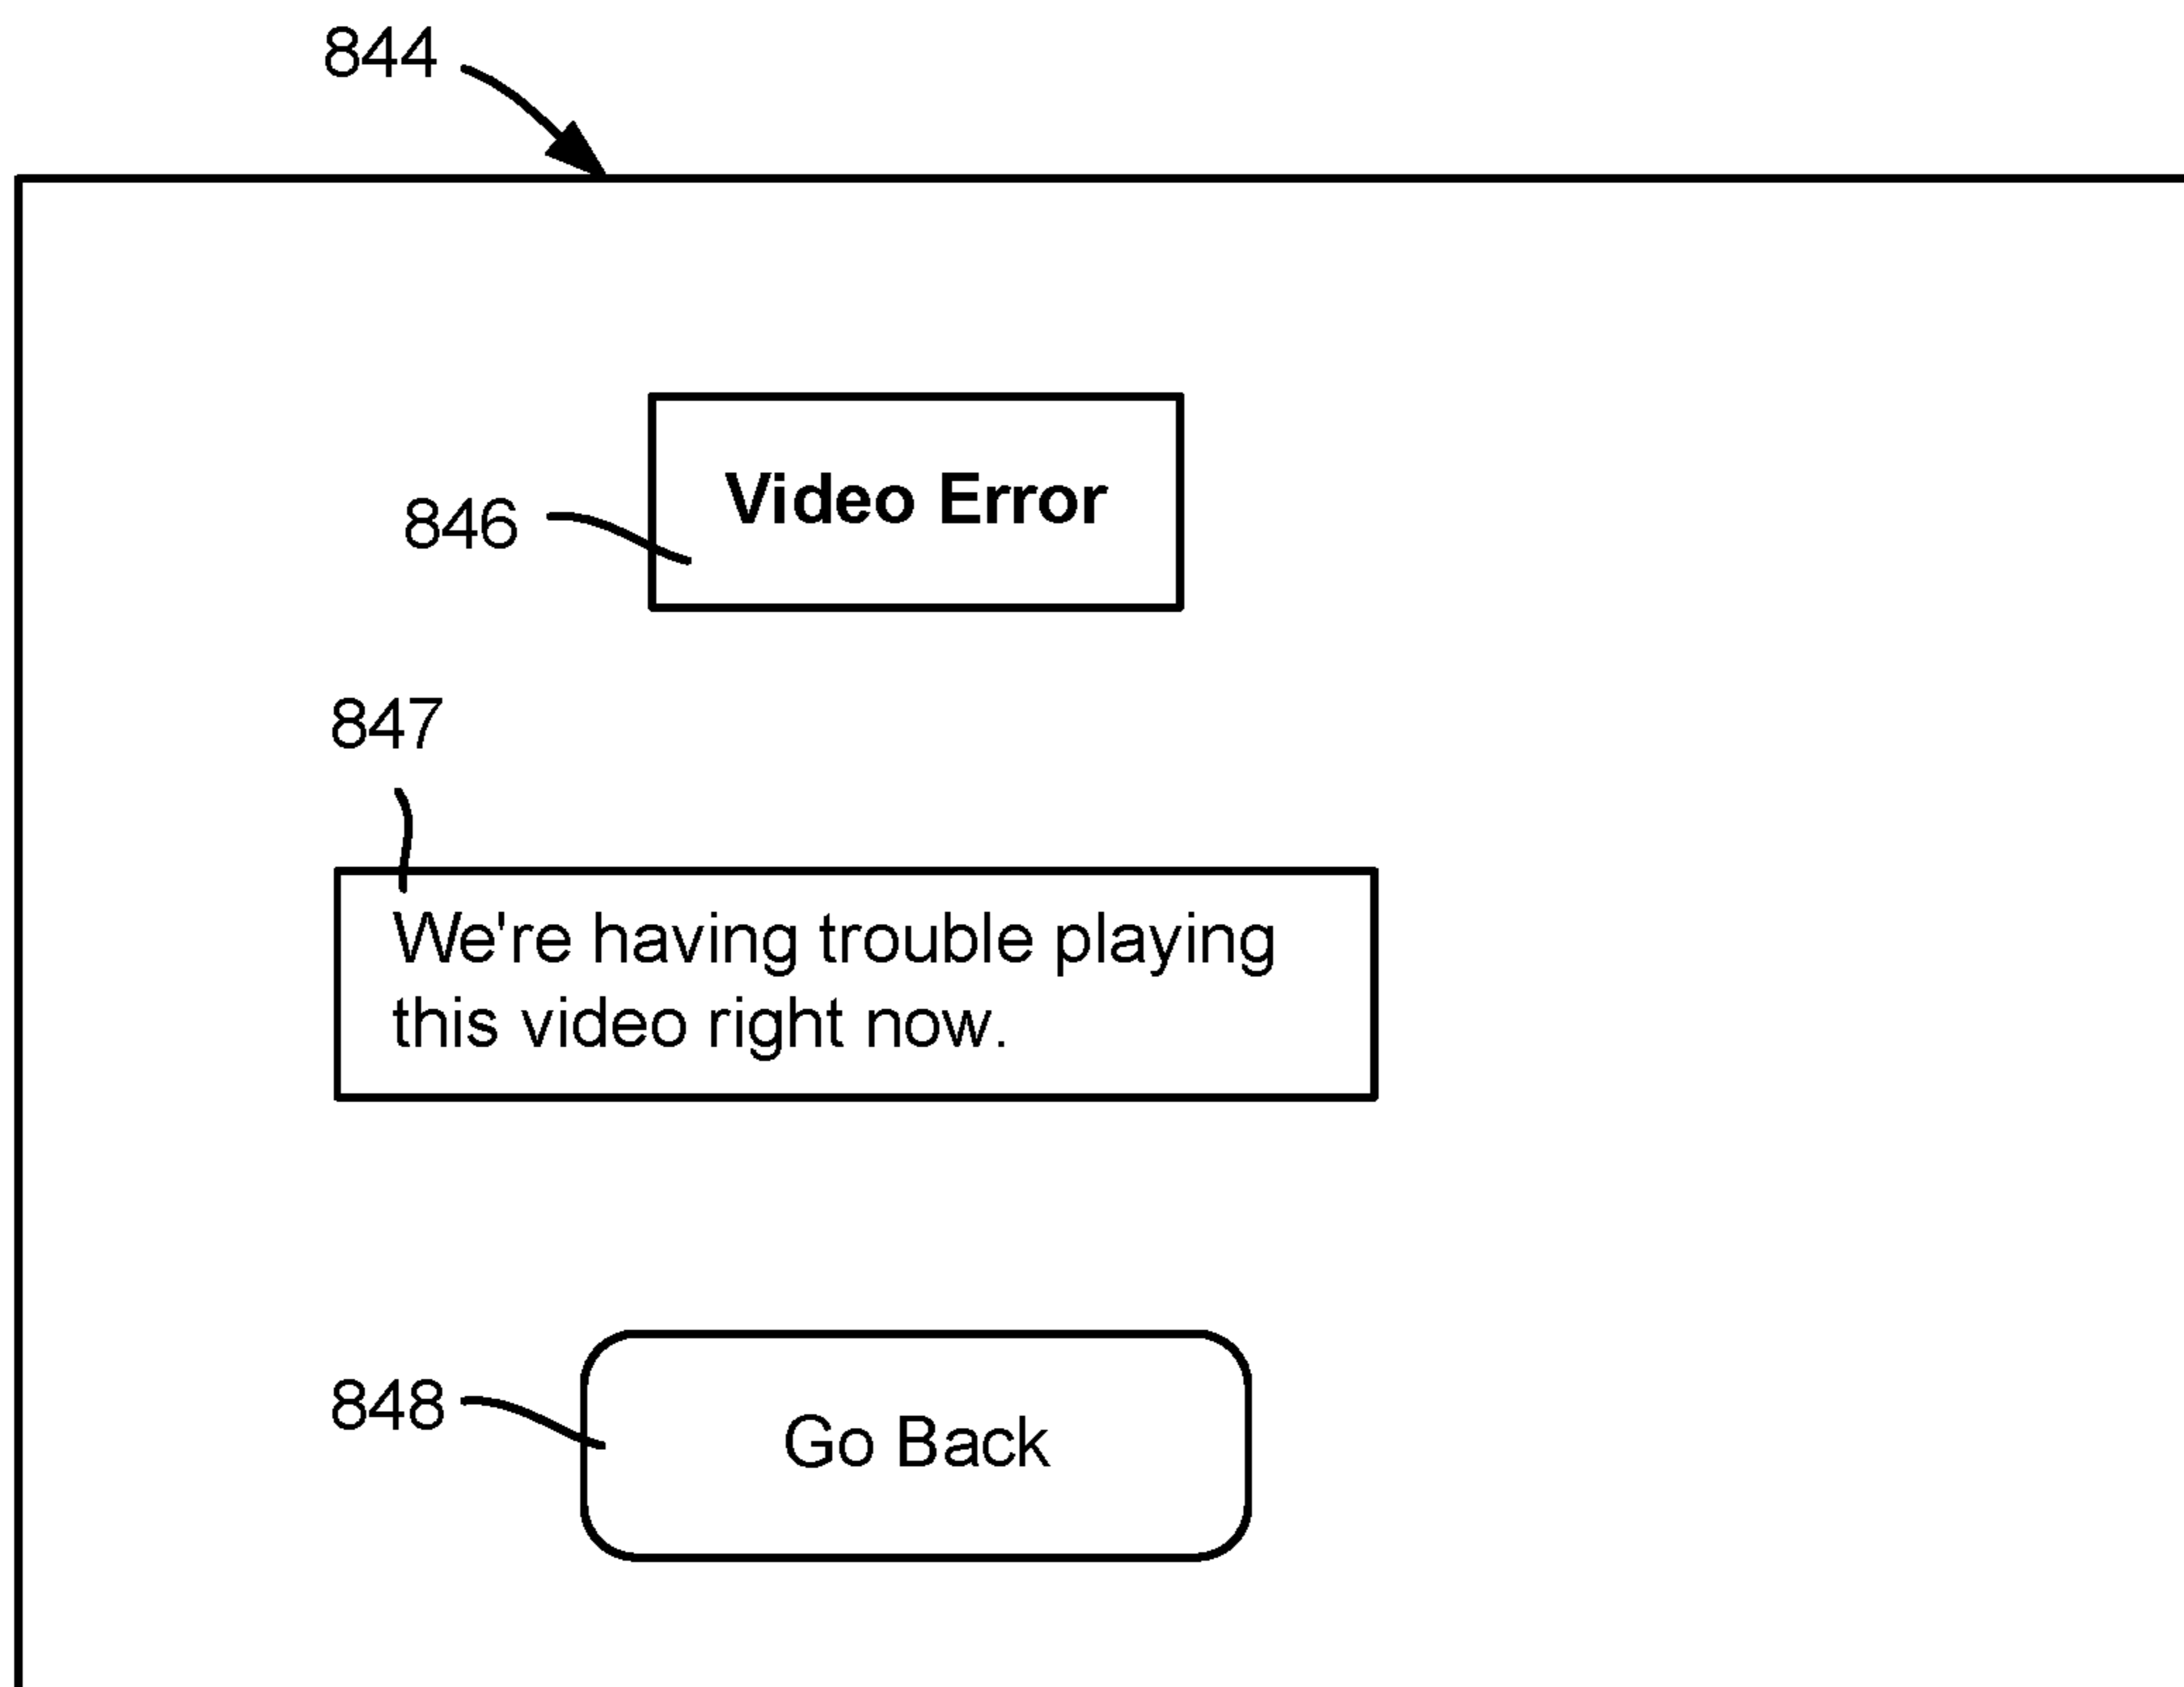 844
Video Error
846
847
We're having trouble playing
this video right now.
848
Go Back